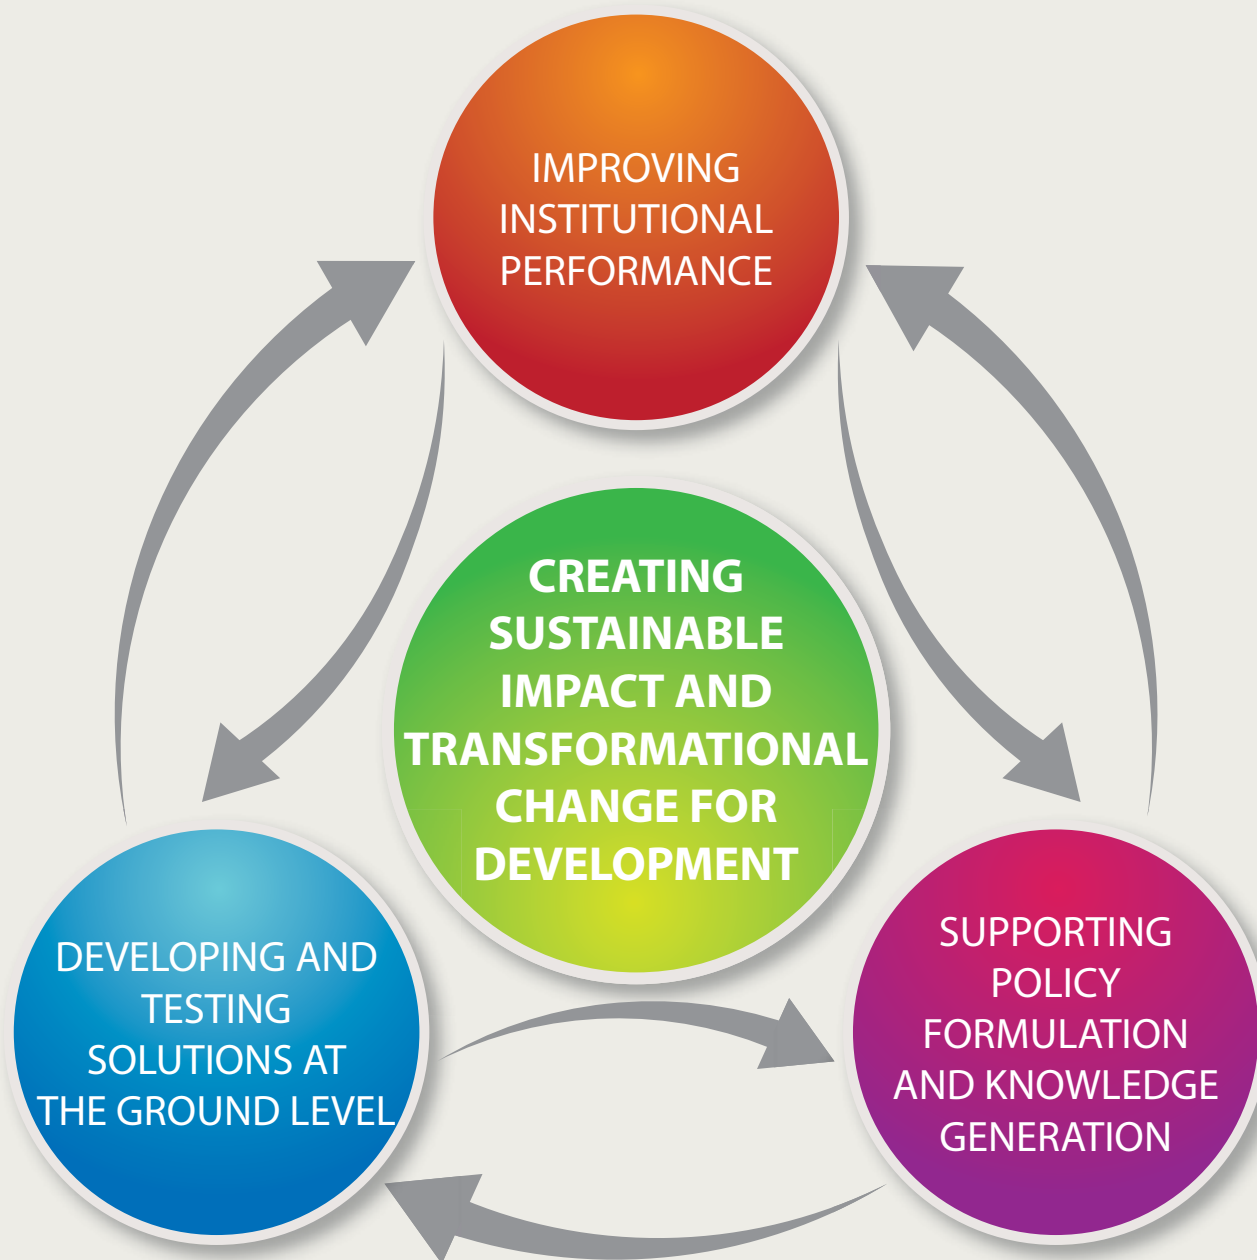 IMPROVING
INSTITUTIONAL
PERFORMANCE
CREATING
SUSTAINABLE
IMPACT AND
TRANSFORMATIONAL
CHANGE FOR
DEVELOPMENT
DEVELOPING AND
TESTING
SOLUTIONS AT
THE GROUND LEVEL
SUPPORTING
POLICY
FORMULATION
AND KNOWLEDGE
GENERATION